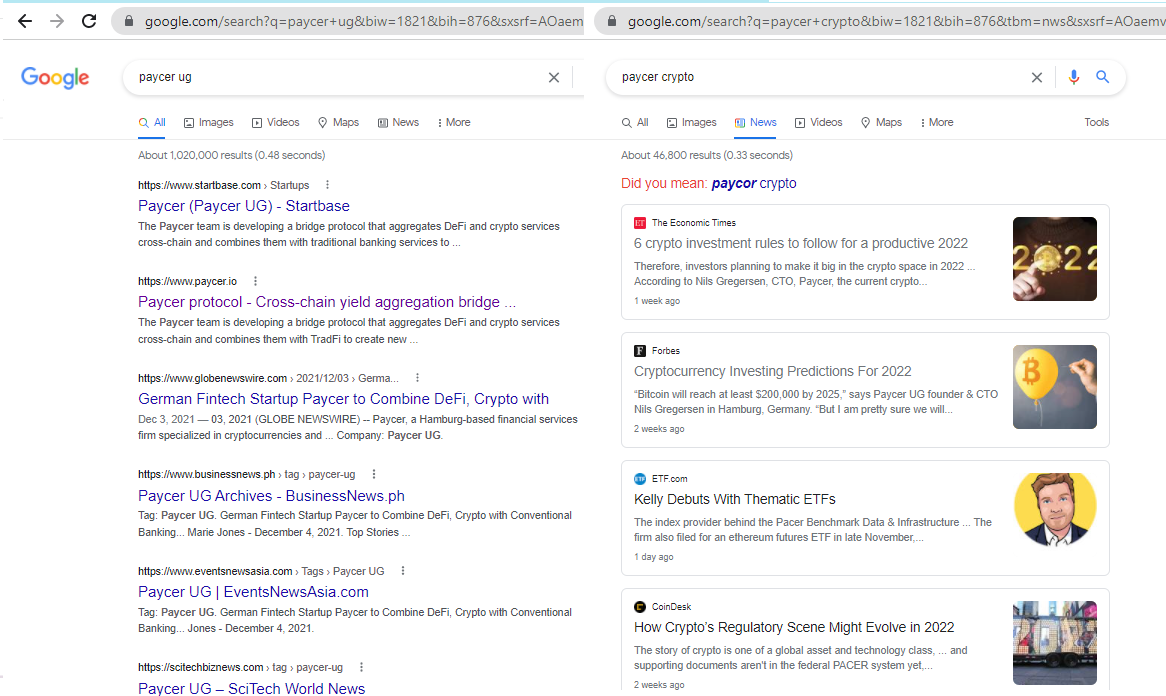 google.com/search?q=paycer+ug&biw=1821&bih=876&sxsrf=AOaem
Google
paycer ug
All Images Videos Maps News More
About 1,020,000 results (0.48 seconds)
https://www.startbase.com › Startups
Paycer (Paycer UG) - Startbase
The Paycer team is developing a bridge protocol that aggregates DeFi and crypto services
cross-chain and combines them with traditional banking services to ...
https://www.paycer.io
Paycer protocol - Cross-chain yield aggregation bridge ...
The Paycer team is developing a bridge protocol that aggregates DeFi and crypto services
cross-chain and combines them with TradFi to create new ...
https://www.globenewswire.com › 2021/12/03 › Germa...
German Fintech Startup Paycer to Combine DeFi, Crypto with
Dec 3, 2021 — 03, 2021 (GLOBE NEWSWIRE) -- Paycer, a Hamburg-based financial services
firm specialized in cryptocurrencies and ... Company: Paycer UG.
https://www.businessnews.ph › tag › paycer-ug
Paycer UG Archives - BusinessNews.ph
Tag: Paycer UG. German Fintech Startup Paycer to Combine DeFi, Crypto with Conventional
Banking... Marie Jones - December 4, 2021. Top Stories ...
https://www.eventsnewsasia.com › Tags › Paycer UG
Paycer UG | EventsNewsAsia.com
Tag: Paycer UG. German Fintech Startup Paycer to Combine DeFi, Crypto with Conventional
Banking... Jones - December 4, 2021.
https://scitechbiznews.com › tag › paycer-ug
Paycer UG – SciTech World News
google.com/search?q=paycer+crypto&biw=1821&bih=876&tbm=nws&sxsrf=AOaemv
paycer crypto
All Images News Videos Maps More Tools
About 46,800 results (0.33 seconds)
Did you mean: paycor crypto
ET The Economic Times
6 crypto investment rules to follow for a productive 2022
Therefore, investors planning to make it big in the crypto space in 2022 ...
According to Nils Gregersen, CTO, Paycer, the current crypto...
1 week ago
2022
F Forbes
Cryptocurrency Investing Predictions For 2022
“Bitcoin will reach at least $200,000 by 2025,” says Paycer UG founder & CTO
Nils Gregersen in Hamburg, Germany. “But I am pretty sure we will...
2 weeks ago
ETF ETF.com
Kelly Debuts With Thematic ETFs
The index provider behind the Pacer Benchmark Data & Infrastructure ... The
firm also filed for an ethereum futures ETF in late November,...
1 day ago
CoinDesk
How Crypto’s Regulatory Scene Might Evolve in 2022
The story of crypto is one of a global asset and technology class, ... and
supporting documents aren't in the federal PACER system yet,...
2 weeks ago